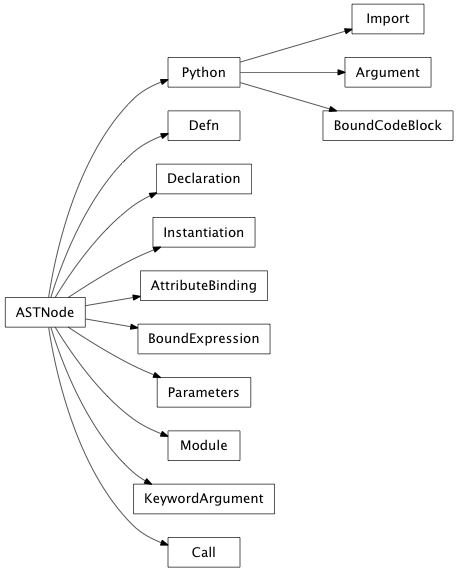 Import
Python
Argument
BoundCodeBlock
Defn
Declaration
Instantiation
AttributeBinding
ASTNode
BoundExpression
Parameters
Module
KeywordArgument
Call